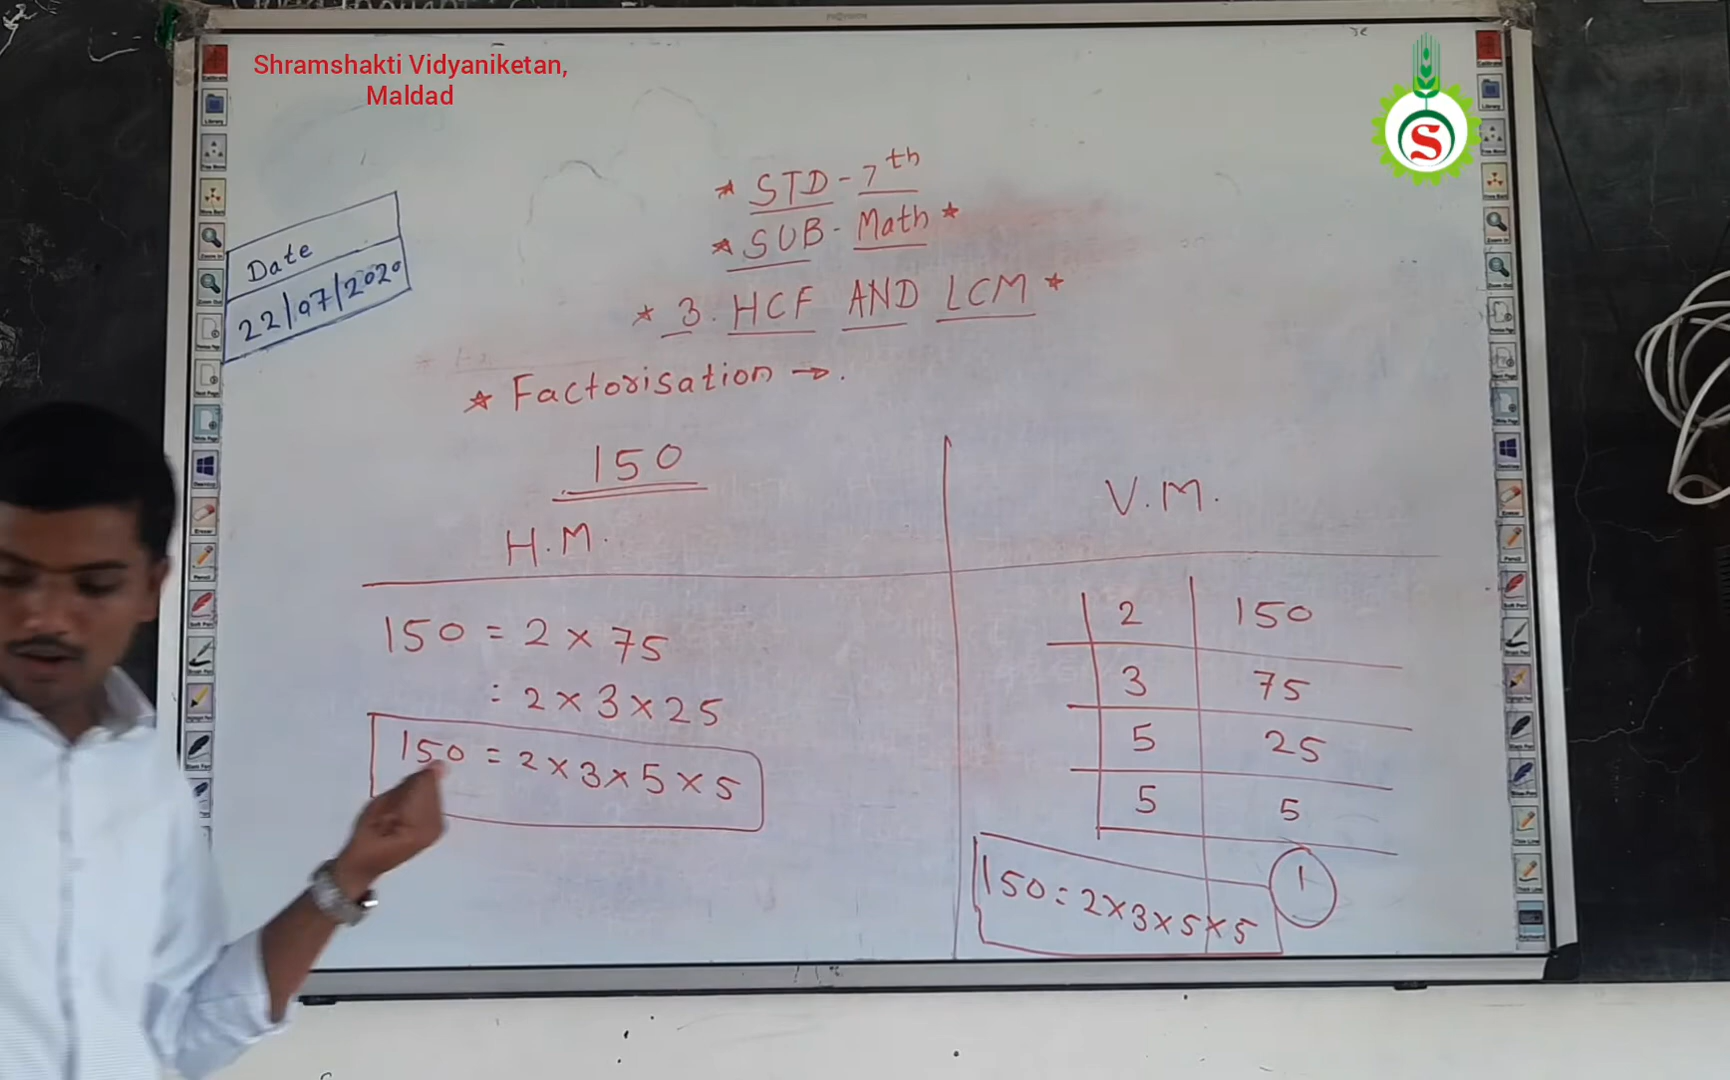 Shramshakti Vidyaniketan,
Maldad
S
Date
22/07/2020
* STD - 7th
* SUB - Math *
* 3. HCF AND LCM *
* Factorisation → .
150
H.M.
150 = 2 × 75
= 2 × 3 × 25
150 = 2 × 3 × 5 × 5
V.M.
2 150
3 75
5 25
5 5
1
150 = 2 × 3 × 5 × 5